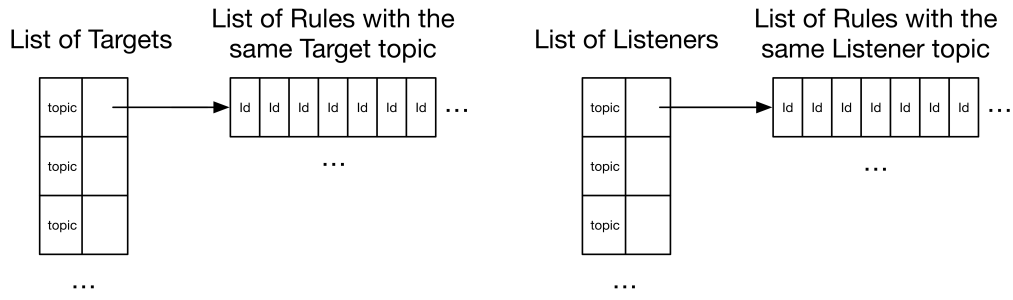 List of Targets
List of Rules with the
same Target topic
topic
Id Id Id Id Id Id Id ...
topic
...
topic
...
List of Listeners
List of Rules with the
same Listener topic
topic
Id Id Id Id Id Id Id ...
topic
...
topic
...